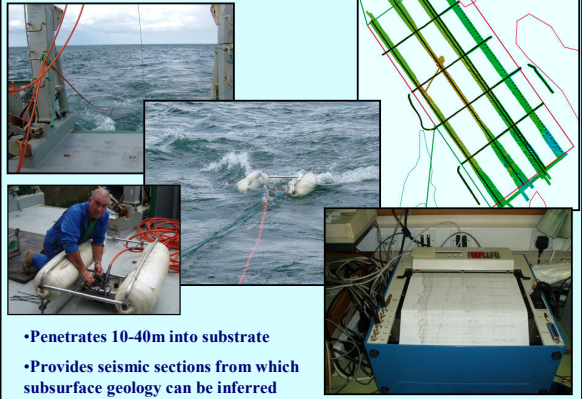 •Penetrates 10-40m into substrate
•Provides seismic sections from which
subsurface geology can be inferred